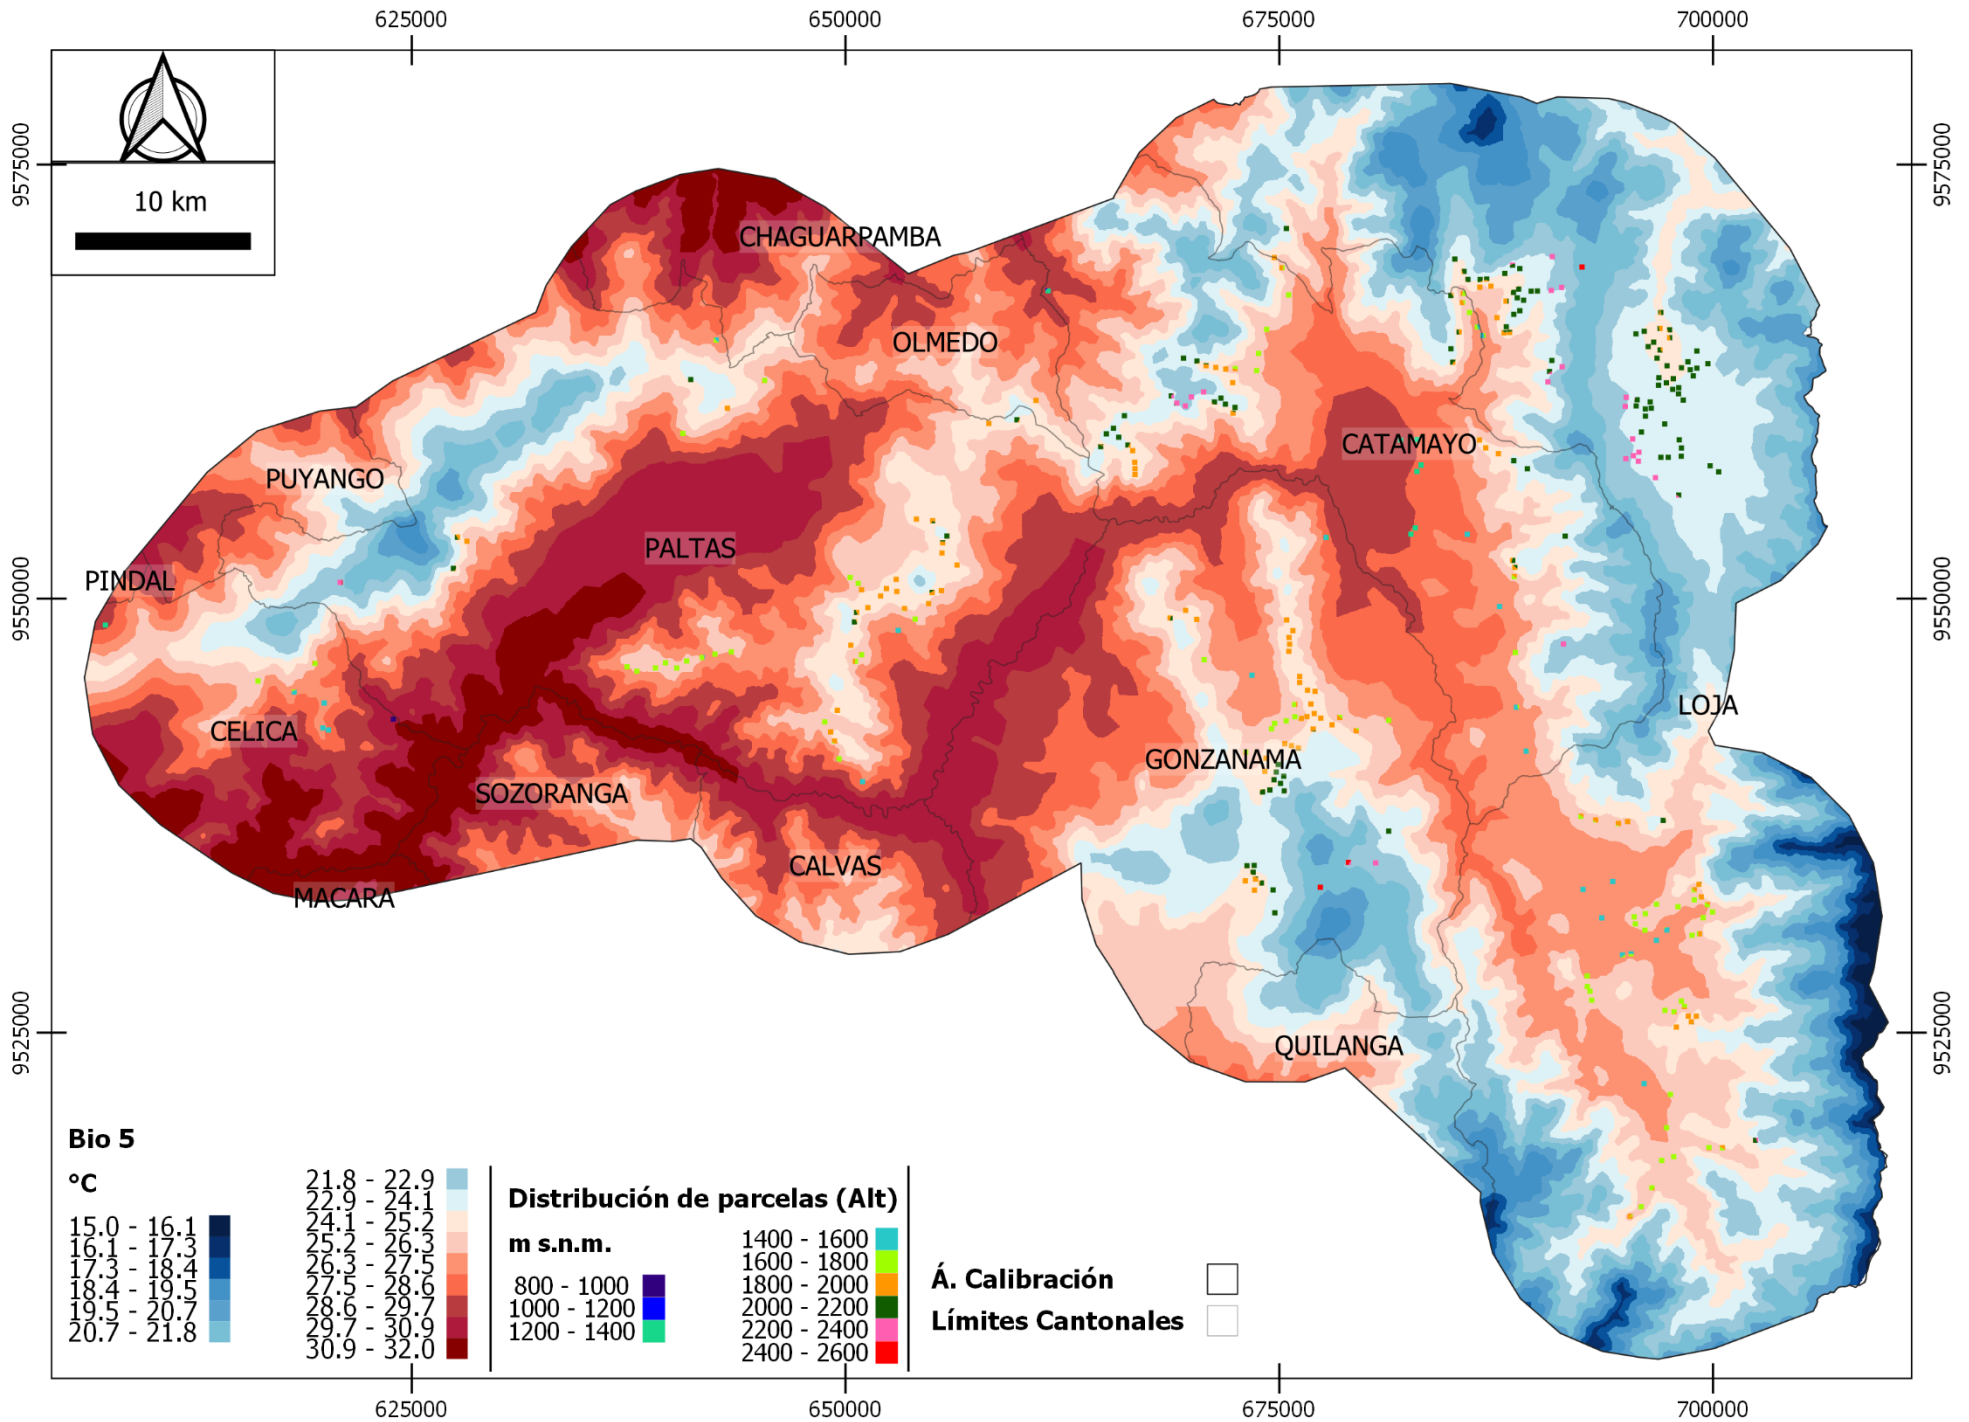 625000
650000
675000
700000
9575000
9575000
10 km
CHAGUARPAMBA
OLMEDO
CATAMAYO
PUYANGO
PALTAS
PINDAL
9550000
9550000
LOJA
CELICA
GONZANAMA
SOZORANGA
CALVAS
MACARA
QUILANGA
9525000
9525000
Bio 5
°C
15.0 - 16.1
16.1 - 17.3
17.3 - 18.4
18.4 - 19.5
19.5 - 20.7
20.7 - 21.8
21.8 - 22.9
22.9 - 24.1
24.1 - 25.2
25.2 - 26.3
26.3 - 27.5
27.5 - 28.6
28.6 - 29.7
29.7 - 30.9
30.9 - 32.0
Distribución de parcelas (Alt)
m s.n.m.
800 - 1000
1000 - 1200
1200 - 1400
1400 - 1600
1600 - 1800
1800 - 2000
2000 - 2200
2200 - 2400
2400 - 2600
Á. Calibración
Límites Cantonales
625000
650000
675000
700000